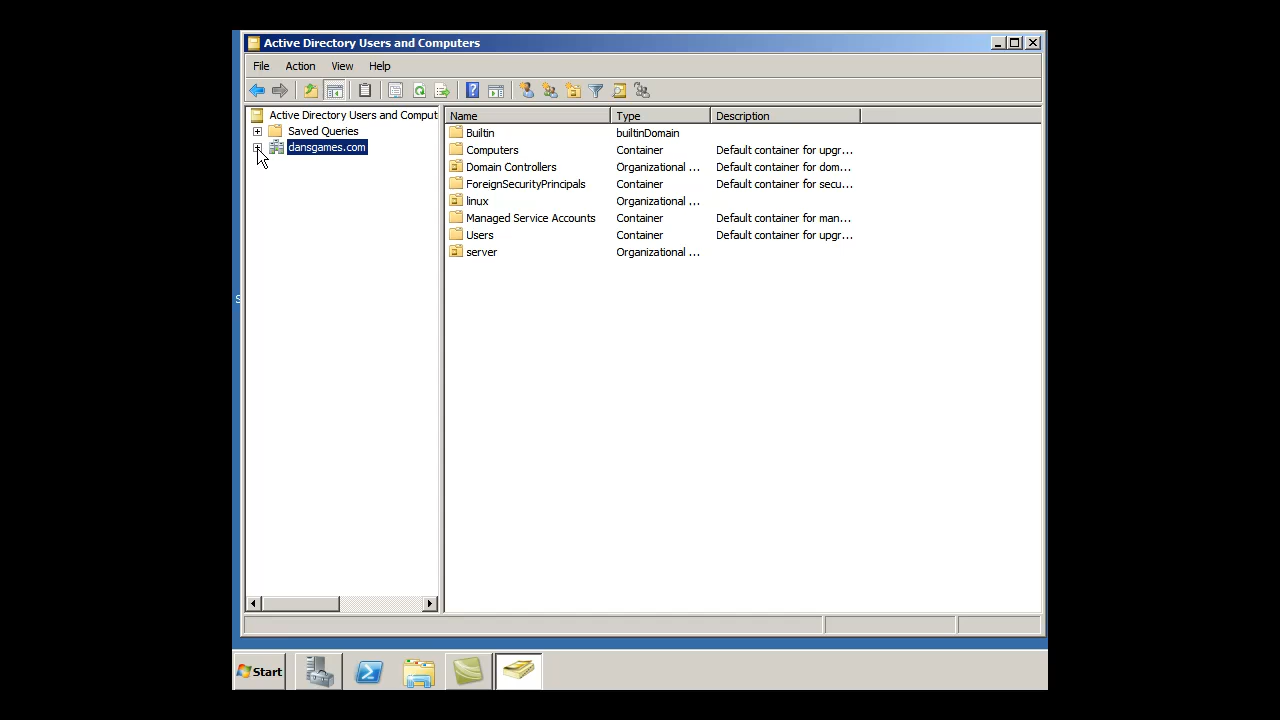 Active Directory Users and Computers
File Action View Help
Active Directory Users and Comput
Saved Queries
dansgames.com
Name Type Description
Builtin builtinDomain
Computers Container Default container for upgr...
Domain Controllers Organizational ... Default container for dom...
ForeignSecurityPrincipals Container Default container for secu...
linux Organizational ...
Managed Service Accounts Container Default container for man...
Users Container Default container for upgr...
server Organizational ...
S
Start